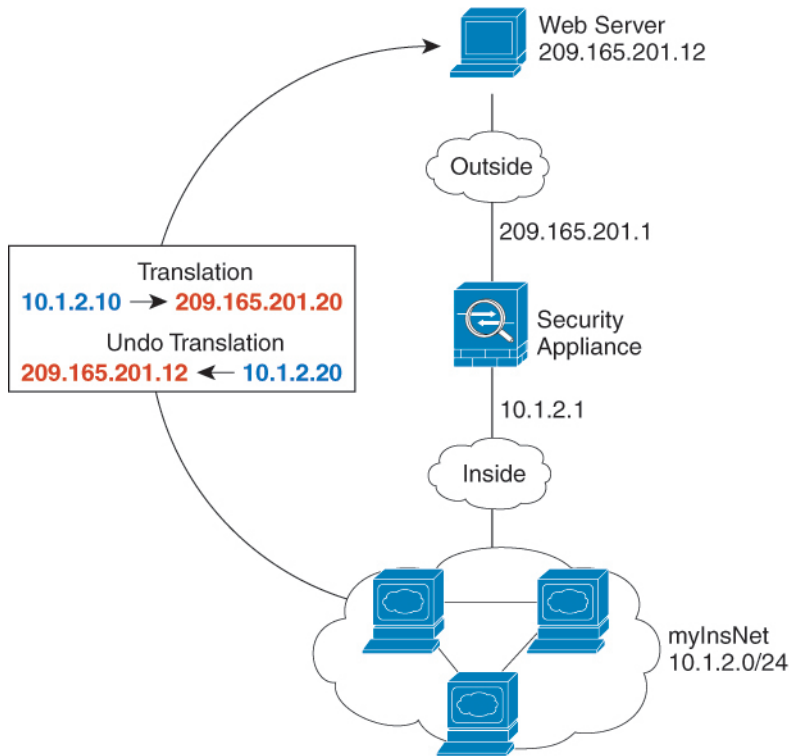 Web Server
209.165.201.12
Outside
209.165.201.1
Translation
10.1.2.10 → 209.165.201.20
Undo Translation
209.165.201.12 ← 10.1.2.20
Security
Appliance
10.1.2.1
Inside
myInsNet
10.1.2.0/24